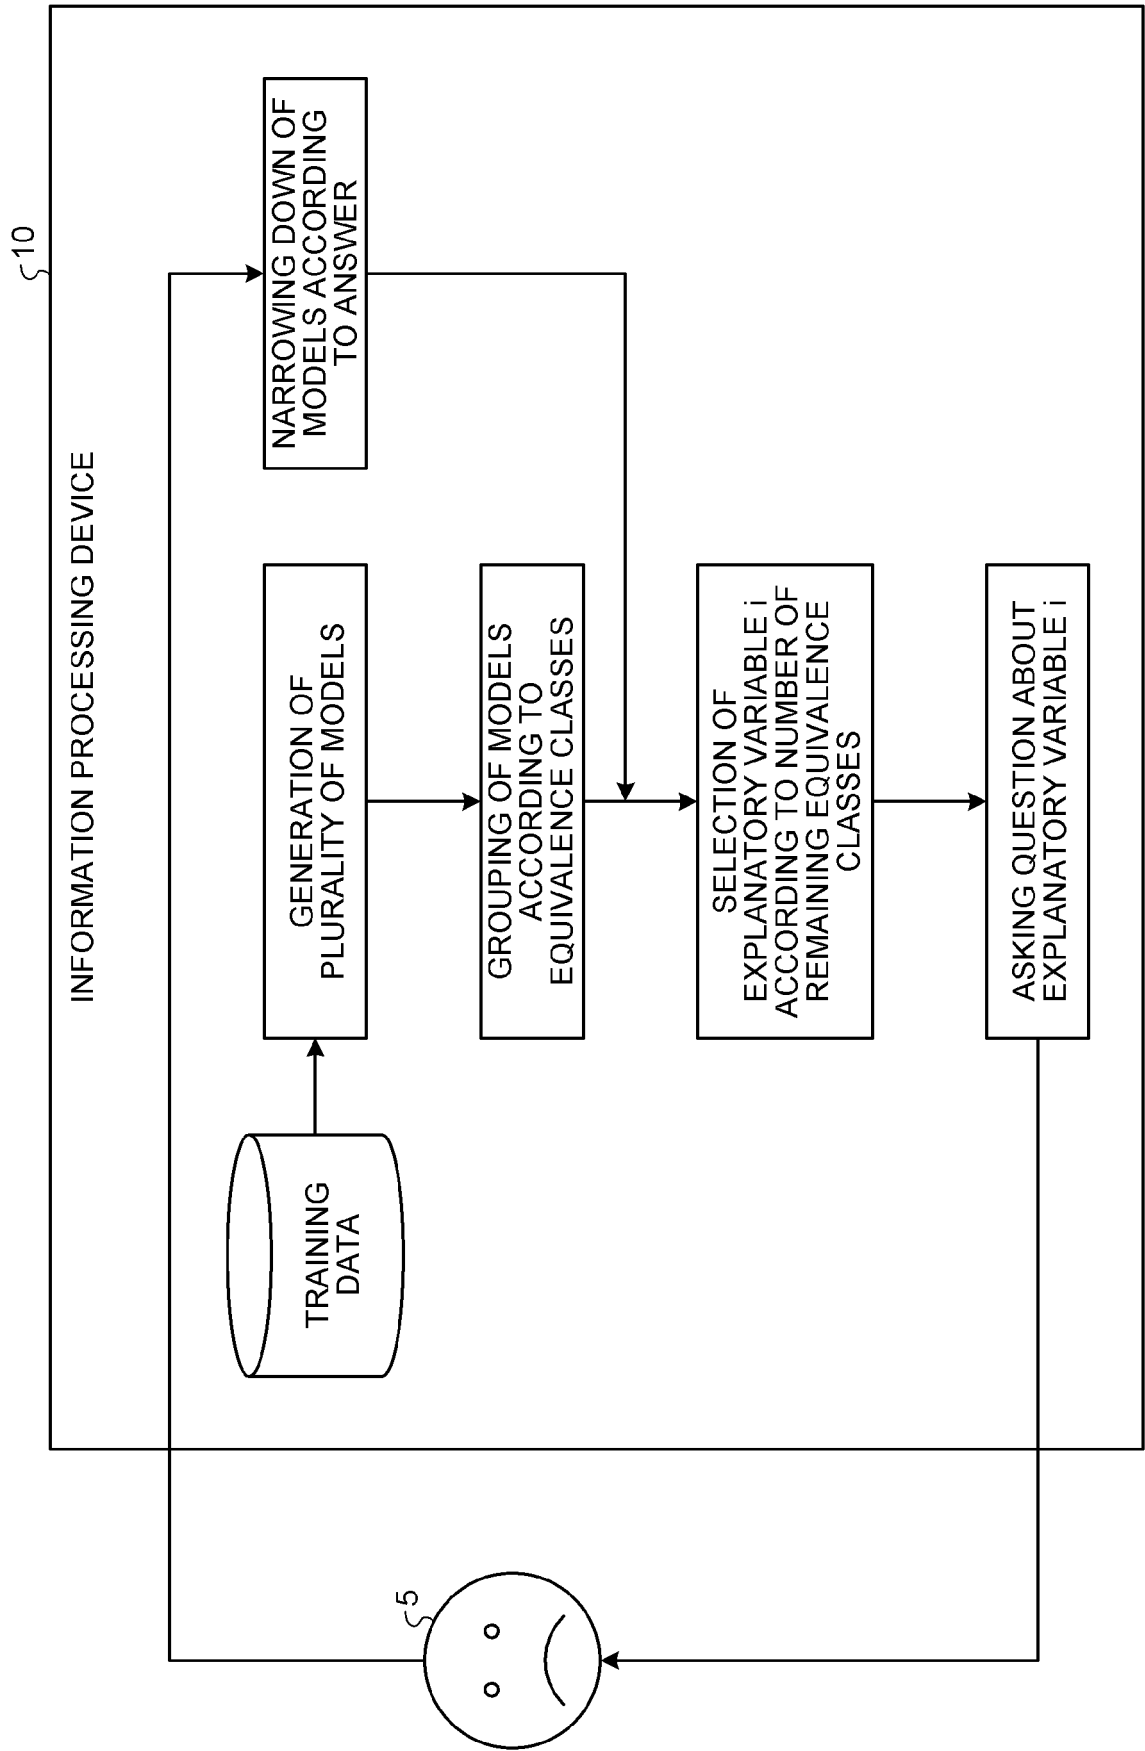 10
INFORMATION PROCESSING DEVICE
5
TRAINING
DATA
GENERATION OF
PLURALITY OF MODELS
NARROWING DOWN OF
MODELS ACCORDING
TO ANSWER
GROUPING OF MODELS
ACCORDING TO
EQUIVALENCE CLASSES
SELECTION OF
EXPLANATORY VARIABLE i
ACCORDING TO NUMBER OF
REMAINING EQUIVALENCE
CLASSES
ASKING QUESTION ABOUT
EXPLANATORY VARIABLE i